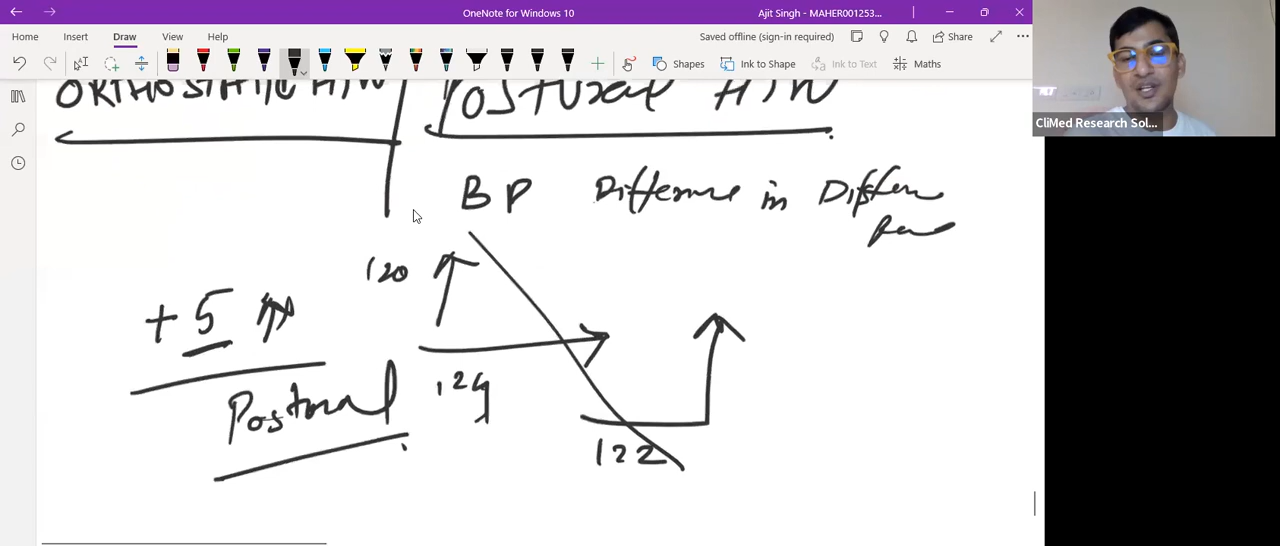 OneNote for Windows 10
Ajit Singh - MAHER001253...
Home Insert Draw View Help
Saved offline (sign-in required)
Share
Shapes
Ink to Shape
Ink to Text
Maths
CliMed Research Sol...
ORTHOSTATIC HTN
POSTURAL HTN
BP Difference in Differen
120
+5
124
Postural
122